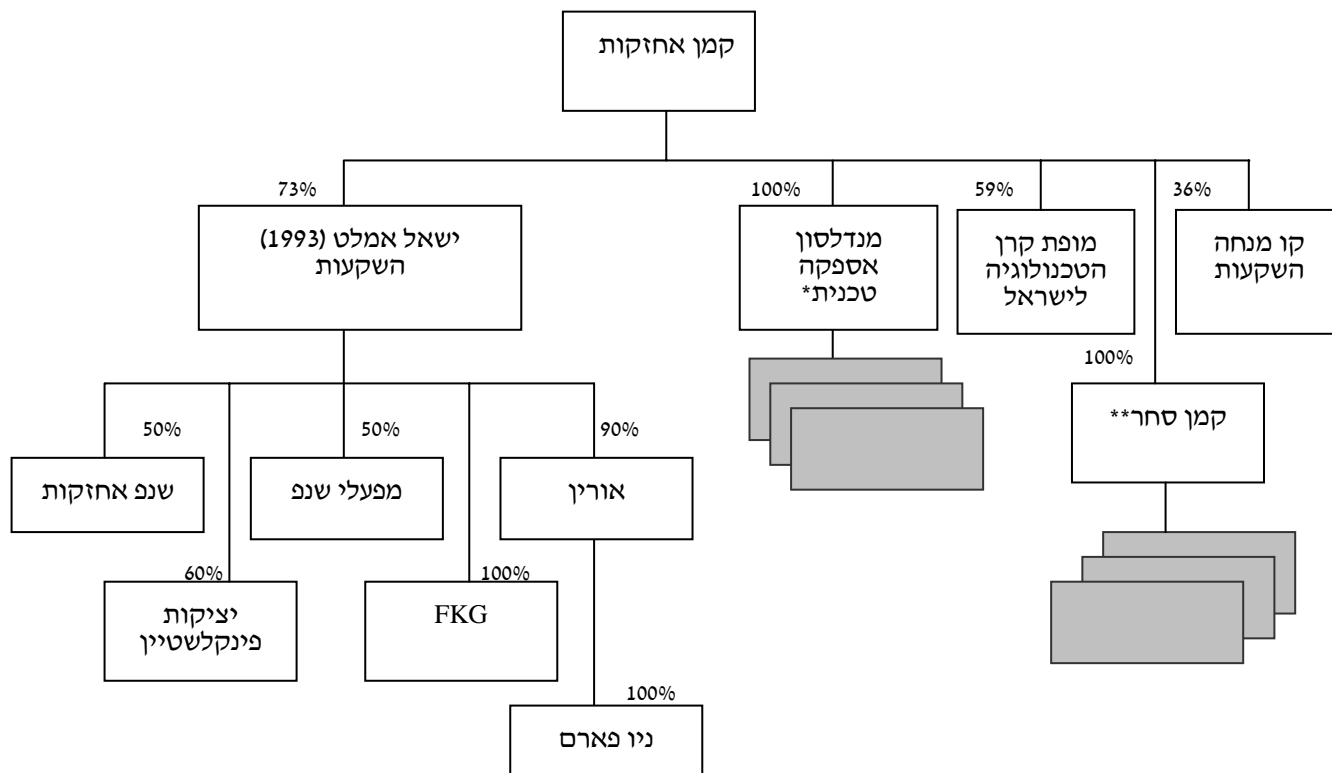 קמן אחזקות
73%
100%
59%
36%
ישאל אמלט (1993)
השקעות
מנדלסון
אספקה
טכנית*
מופת קרן
הטכנולוגיה
לישראל
קו מנחה
השקעות
100%
קמן סחר**
50%
50%
90%
שנפ אחזקות
מפעלי שנפ
אורין
60%
100%
יציקות
פינקלשטיין
FKG
100%
ניו פארם